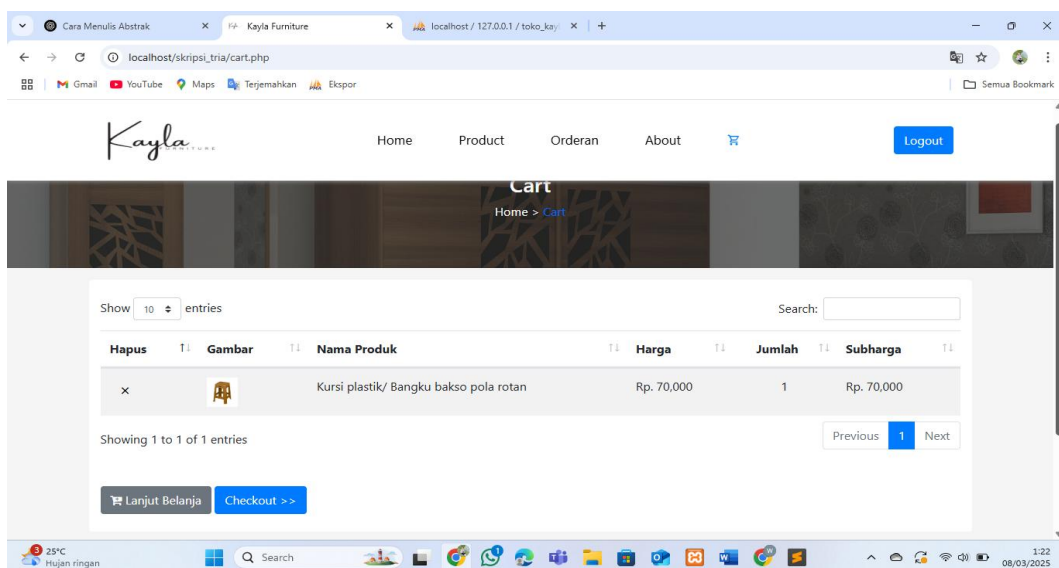 Cara Menulis Abstrak
Kayla Furniture
localhost / 127.0.0.1 / toko_kayl
localhost/skripsi_tria/cart.php
Gmail YouTube Maps Terjemahkan Ekspor Semua Bookmark
Kayla
FURNITURE
Home Product Orderan About Logout
Cart
Home > Cart
Show 10 entries Search:
Hapus Gambar Nama Produk Harga Jumlah Subharga
× Kursi plastik/ Bangku bakso pola rotan Rp. 70,000 1 Rp. 70,000
Showing 1 to 1 of 1 entries Previous 1 Next
Lanjut Belanja Checkout >>
3 25°C Search 1:22
Hujan ringan 08/03/2025